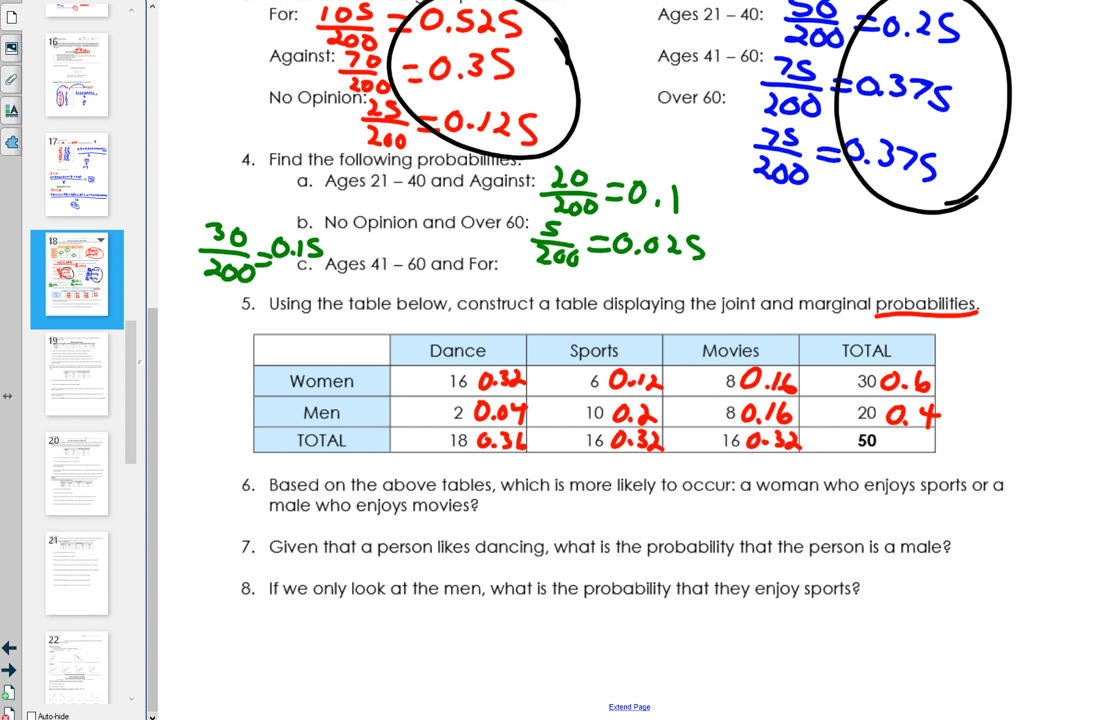 For: 105/200 = 0.525
Ages 21 – 40: 50/200 = 0.25
Against: 70/200 = 0.35
Ages 41 – 60: 75/200 = 0.375
No Opinion: 25/200 = 0.125
Over 60: 75/200 = 0.375
4. Find the following probabilities:
a. Ages 21 – 40 and Against: 20/200 = 0.1
b. No Opinion and Over 60: 5/200 = 0.025
30/200 = 0.15
c. Ages 41 – 60 and For:
5. Using the table below, construct a table displaying the joint and marginal probabilities.
Dance Sports Movies TOTAL
Women 16 0.32 6 0.12 8 0.16 30 0.6
Men 2 0.04 10 0.2 8 0.16 20 0.4
TOTAL 18 0.36 16 0.32 16 0.32 50
6. Based on the above tables, which is more likely to occur: a woman who enjoys sports or a
male who enjoys movies?
7. Given that a person likes dancing, what is the probability that the person is a male?
8. If we only look at the men, what is the probability that they enjoy sports?
Extend Page
16
17
18
19
20
21
22
Auto-hide